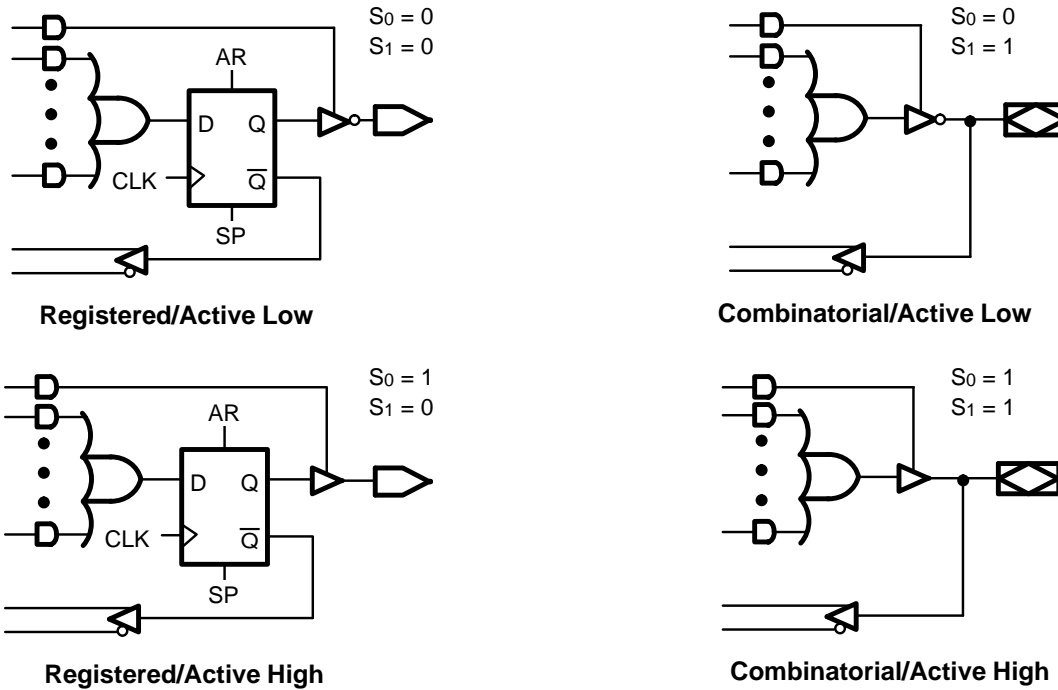 S0 = 0
S1 = 0
AR
D Q
CLK Q̅
SP
Registered/Active Low
S0 = 0
S1 = 1
Combinatorial/Active Low
S0 = 1
S1 = 0
AR
D Q
CLK Q̅
SP
Registered/Active High
S0 = 1
S1 = 1
Combinatorial/Active High